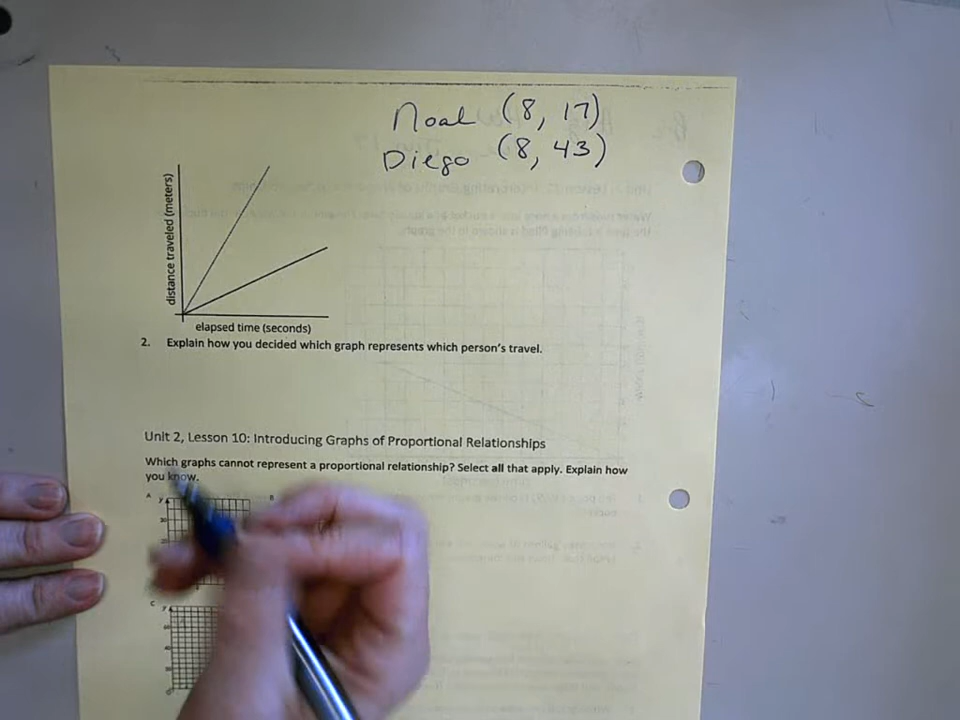 Noah (8, 17)
Diego (8, 43)
distance traveled (meters)
elapsed time (seconds)
2. Explain how you decided which graph represents which person's travel.
Unit 2, Lesson 10: Introducing Graphs of Proportional Relationships
Which graphs cannot represent a proportional relationship? Select all that apply. Explain how
you know.
A y
B
C y